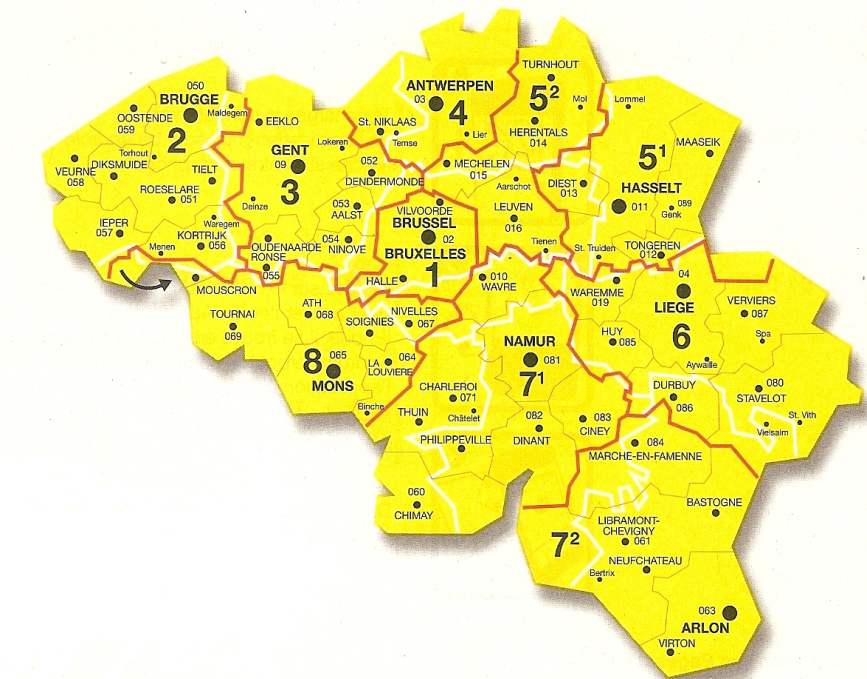 050
BRUGGE
Maldegem
OOSTENDE
059
2
EEKLO
Torhout
VEURNE
058
DIKSMUIDE
TIELT
ROESELARE
051
IEPER
057
Menen
KORTRIJK
056
Waregem
GENT
09
3
Deinze
Lokeren
052
DENDERMONDE
053
AALST
054
NINOVE
OUDENAARDE
RONSE
055
ANTWERPEN
03
4
St. NIKLAAS
Temse
Lier
MECHELEN
015
TURNHOUT
5²
Mol
HERENTALS
014
Lommel
MAASEIK
5¹
HASSELT
011
089
Genk
DIEST
013
St. Truiden
TONGEREN
012
Aarschot
LEUVEN
016
Tienen
VILVOORDE
BRUSSEL
02
BRUXELLES
1
HALLE
010
WAVRE
MOUSCRON
TOURNAI
069
ATH
068
SOIGNIES
NIVELLES
067
8
065
MONS
LA
LOUVIERE
064
Binche
CHARLEROI
071
THUIN
Châtelet
PHILIPPEVILLE
060
CHIMAY
NAMUR
081
7¹
082
DINANT
083
CINEY
WAREMME
019
04
LIEGE
6
HUY
085
Aywaille
VERVIERS
087
Spa
080
STAVELOT
St. Vith
Vielsalm
DURBUY
086
084
MARCHE-EN-FAMENNE
BASTOGNE
7²
LIBRAMONT-
CHEVIGNY
061
NEUFCHATEAU
Bertrix
063
ARLON
VIRTON